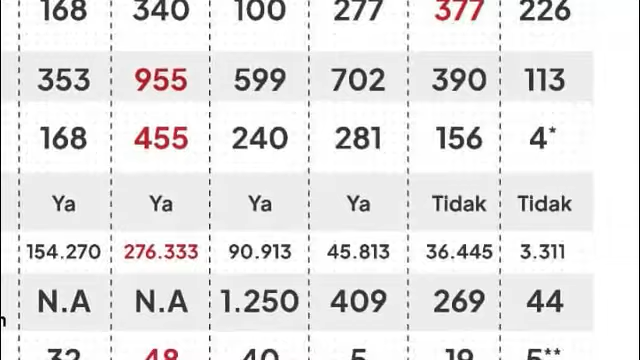 168 340 100 277 377 226
353 955 599 702 390 113
168 455 240 281 156 4*
Ya Ya Ya Ya Tidak Tidak
154.270 276.333 90.913 45.813 36.445 3.311
N.A N.A 1.250 409 269 44
32 48 40 5 19 5**